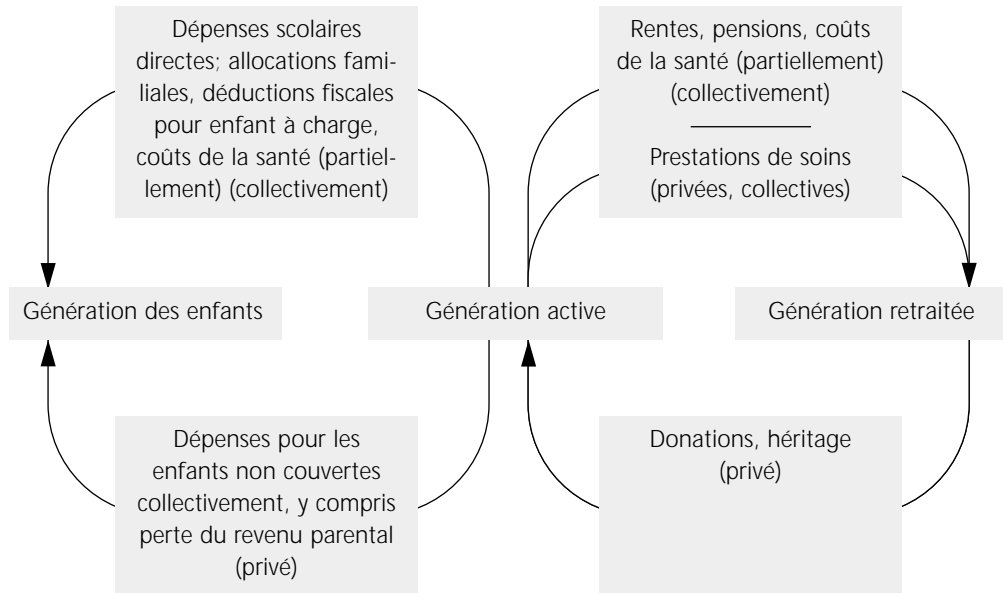 Dépenses scolaires
directes; allocations fami-
liales, déductions fiscales
pour enfant à charge,
coûts de la santé (partiel-
lement) (collectivement)
Rentes, pensions, coûts
de la santé (partiellement)
(collectivement)
Prestations de soins
(privées, collectives)
Génération des enfants
Génération active
Génération retraitée
Dépenses pour les
enfants non couvertes
collectivement, y compris
perte du revenu parental
(privé)
Donations, héritage
(privé)